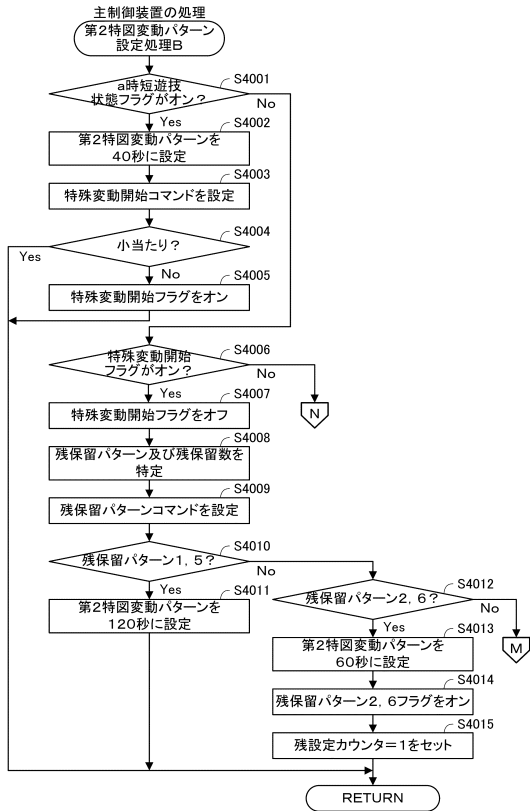 主制御装置の処理
第2特図変動パターン
設定処理B
S4001
a時短遊技
状態フラグがオン?
No
Yes
S4002
第2特図変動パターンを
40秒に設定
S4003
特殊変動開始コマンドを設定
S4004
小当たり?
Yes
No
S4005
特殊変動開始フラグをオン
S4006
特殊変動開始
フラグがオン?
No
N
Yes
S4007
特殊変動開始フラグをオフ
S4008
残保留パターン及び残保留数を
特定
S4009
残保留パターンコマンドを設定
S4010
残保留パターン1, 5?
No
Yes
S4011
第2特図変動パターンを
120秒に設定
S4012
残保留パターン2, 6?
No
M
Yes
S4013
第2特図変動パターンを
60秒に設定
S4014
残保留パターン2, 6フラグをオン
S4015
残設定カウンタ=1をセット
RETURN